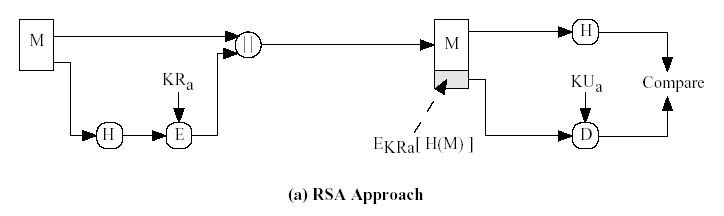 M
||
M
H
KRa
KUa
Compare
H
E
D
EKRa[ H(M) ]
(a) RSA Approach